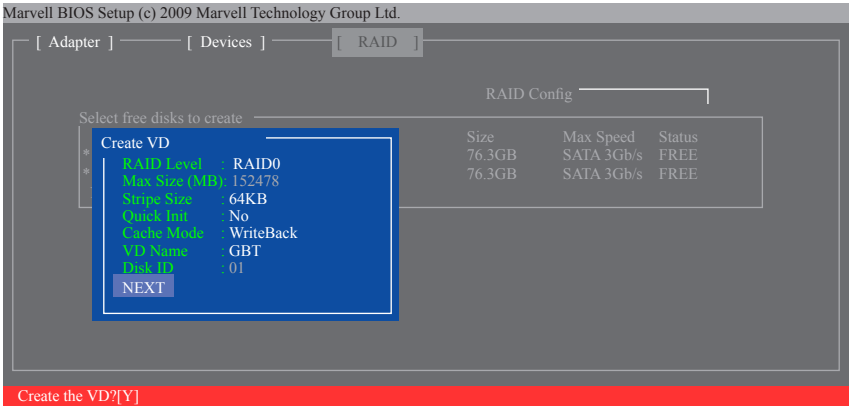 Marvell BIOS Setup (c) 2009 Marvell Technology Group Ltd.
[ Adapter ] [ Devices ] [ RAID ]
RAID Config
Select free disks to create
Size Max Speed Status
* 76.3GB SATA 3Gb/s FREE
* 76.3GB SATA 3Gb/s FREE
Create VD
RAID Level : RAID0
Max Size (MB): 152478
Stripe Size : 64KB
Quick Init : No
Cache Mode : WriteBack
VD Name : GBT
Disk ID : 01
NEXT
Create the VD?[Y]